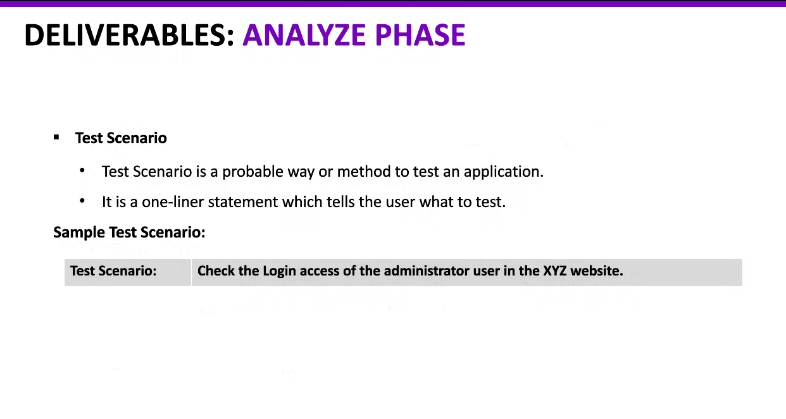 DELIVERABLES: ANALYZE PHASE
▪ Test Scenario
• Test Scenario is a probable way or method to test an application.
• It is a one-liner statement which tells the user what to test.
Sample Test Scenario:
Test Scenario: Check the Login access of the administrator user in the XYZ website.